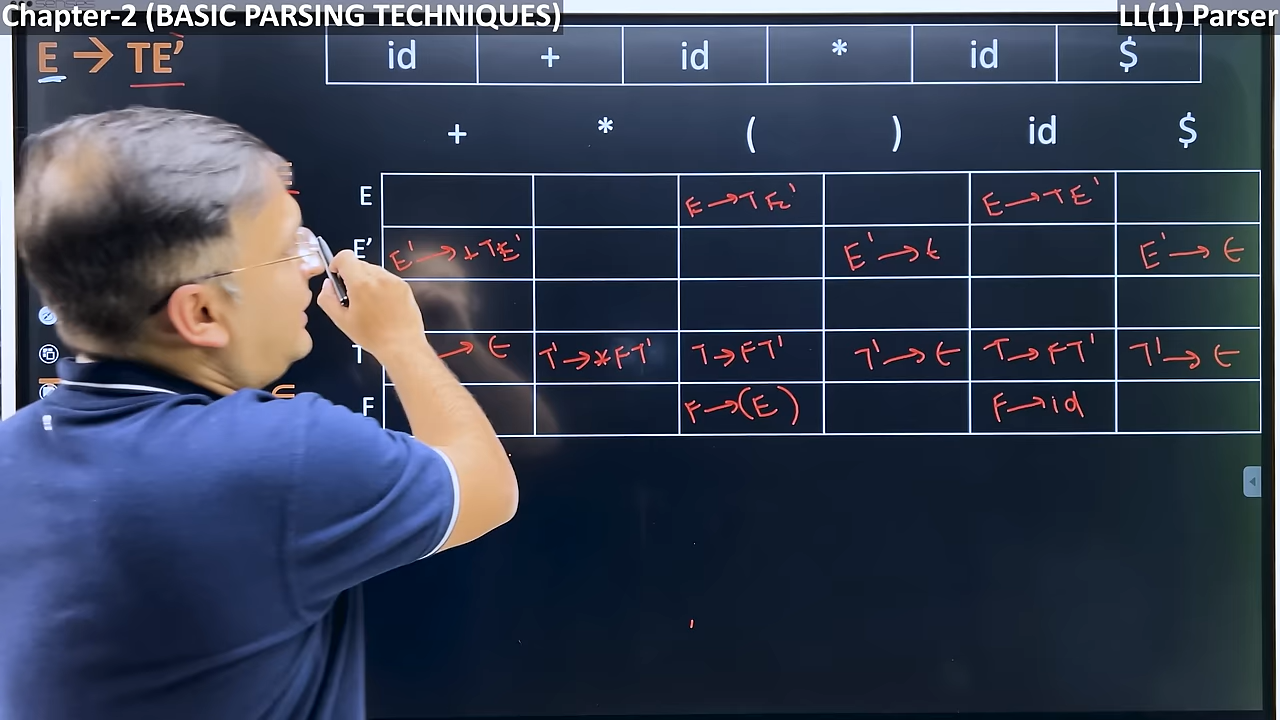 Chapter-2 (BASIC PARSING TECHNIQUES)
LL(1) Parser
E → TE’
id + id * id $
+ * ( ) id $
E E→TE' E→TE'
E’ E'→+TE' E'→ϵ E'→ϵ
T →ϵ T'→*FT' T→FT' T'→ϵ T→FT' T'→ϵ
F F→(E) F→id